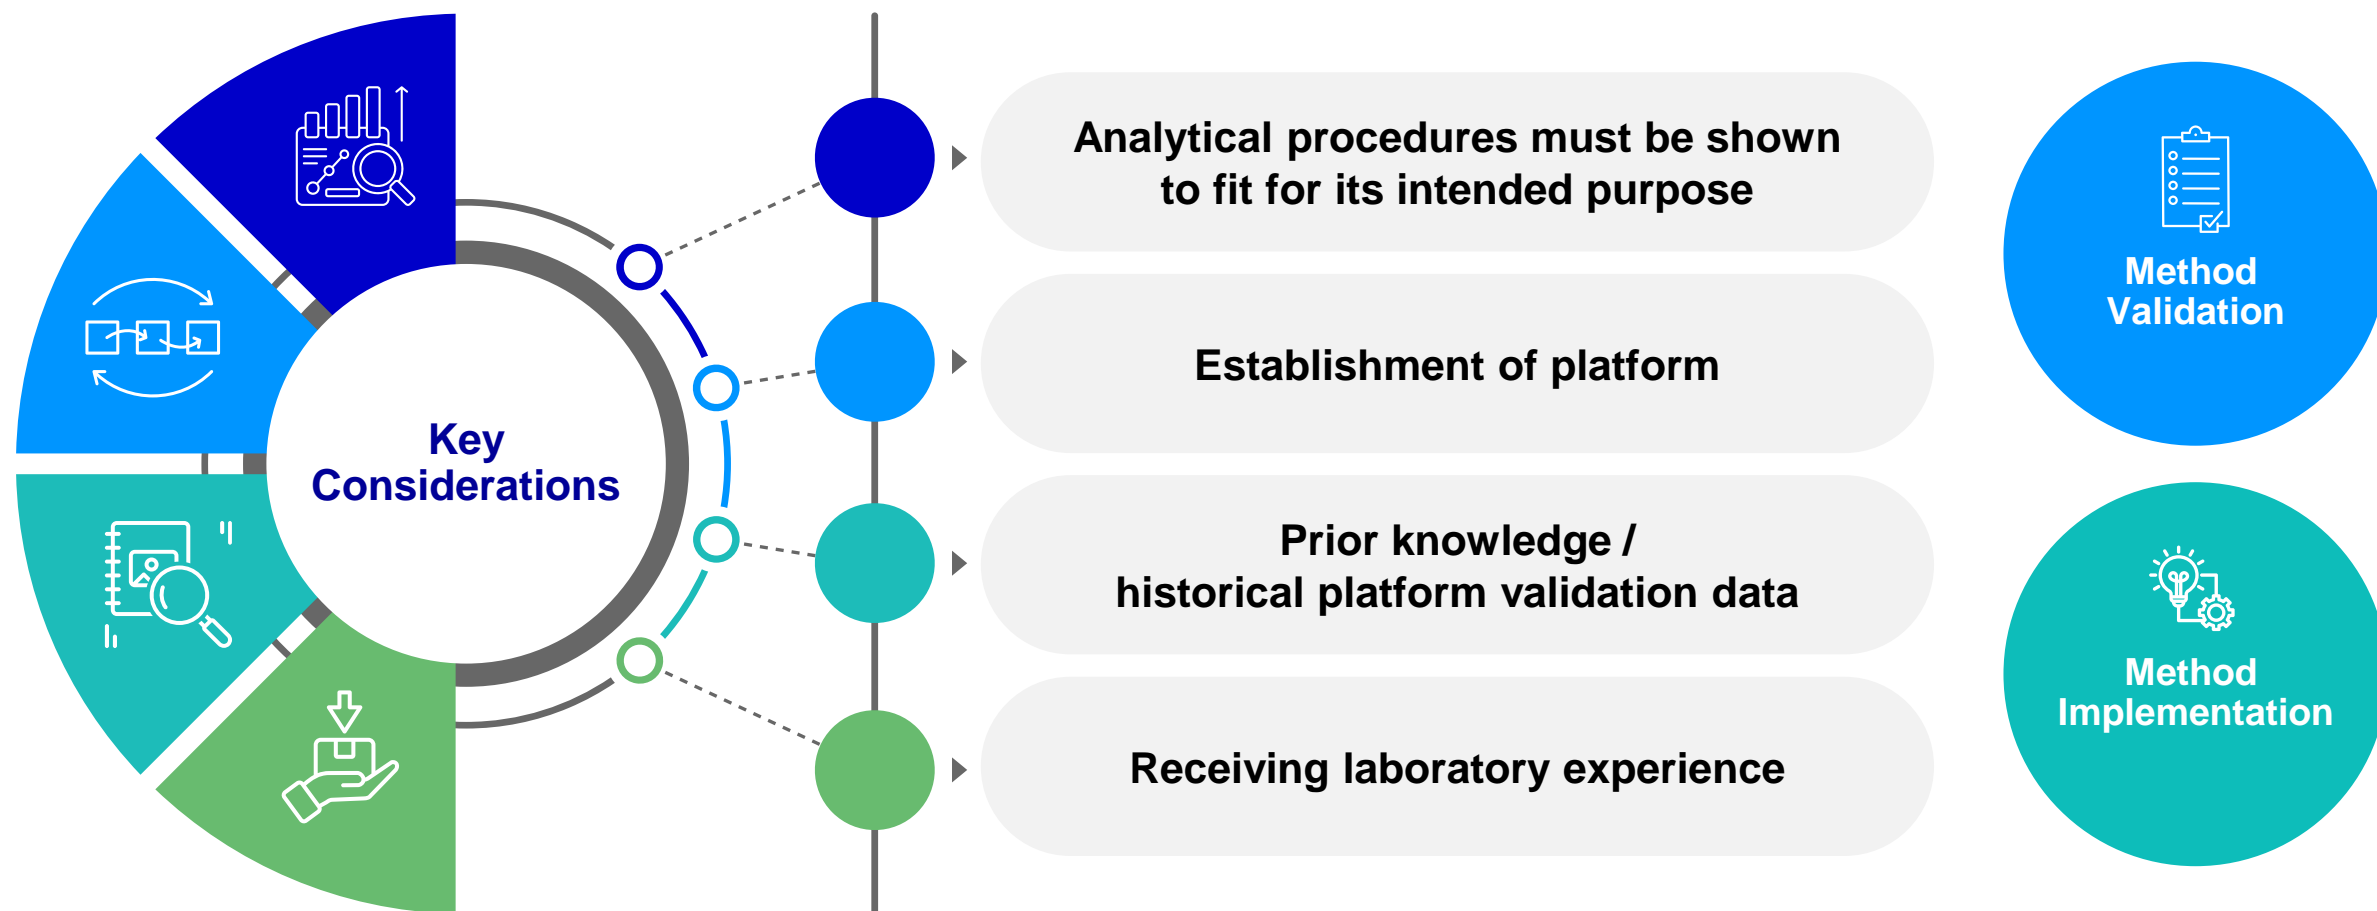 Key
Considerations
Analytical procedures must be shown
to fit for its intended purpose
Establishment of platform
Prior knowledge /
historical platform validation data
Receiving laboratory experience
Method
Validation
Method
Implementation